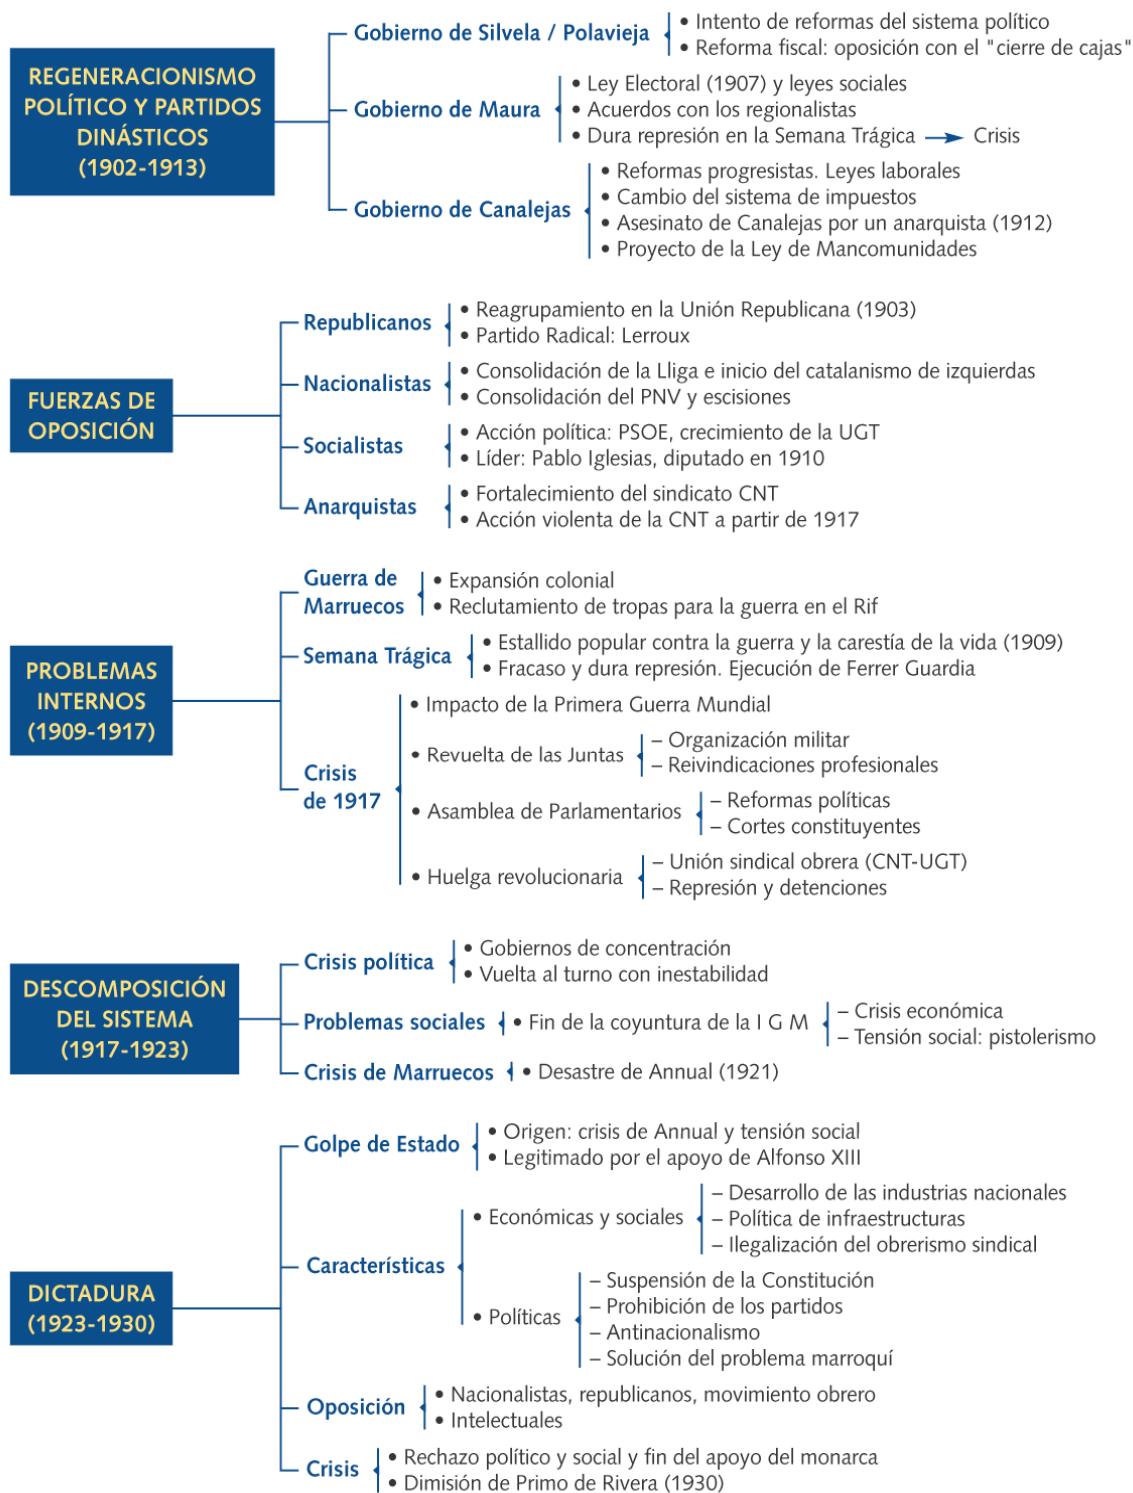 REGENERACIONISMO
POLÍTICO Y PARTIDOS
DINÁSTICOS
(1902-1913)
Gobierno de Silvela / Polavieja
• Intento de reformas del sistema político
• Reforma fiscal: oposición con el "cierre de cajas"
Gobierno de Maura
• Ley Electoral (1907) y leyes sociales
• Acuerdos con los regionalistas
• Dura represión en la Semana Trágica → Crisis
Gobierno de Canalejas
• Reformas progresistas. Leyes laborales
• Cambio del sistema de impuestos
• Asesinato de Canalejas por un anarquista (1912)
• Proyecto de la Ley de Mancomunidades
FUERZAS DE
OPOSICIÓN
Republicanos
• Reagrupamiento en la Unión Republicana (1903)
• Partido Radical: Lerroux
Nacionalistas
• Consolidación de la Lliga e inicio del catalanismo de izquierdas
• Consolidación del PNV y escisiones
Socialistas
• Acción política: PSOE, crecimiento de la UGT
• Líder: Pablo Iglesias, diputado en 1910
Anarquistas
• Fortalecimiento del sindicato CNT
• Acción violenta de la CNT a partir de 1917
PROBLEMAS
INTERNOS
(1909-1917)
Guerra de
Marruecos
• Expansión colonial
• Reclutamiento de tropas para la guerra en el Rif
Semana Trágica
• Estallido popular contra la guerra y la carestía de la vida (1909)
• Fracaso y dura represión. Ejecución de Ferrer Guardia
Crisis
de 1917
• Impacto de la Primera Guerra Mundial
• Revuelta de las Juntas
– Organización militar
– Reivindicaciones profesionales
• Asamblea de Parlamentarios
– Reformas políticas
– Cortes constituyentes
• Huelga revolucionaria
– Unión sindical obrera (CNT-UGT)
– Represión y detenciones
DESCOMPOSICIÓN
DEL SISTEMA
(1917-1923)
Crisis política
• Gobiernos de concentración
• Vuelta al turno con inestabilidad
Problemas sociales
• Fin de la coyuntura de la I G M
– Crisis económica
– Tensión social: pistolerismo
Crisis de Marruecos
• Desastre de Annual (1921)
DICTADURA
(1923-1930)
Golpe de Estado
• Origen: crisis de Annual y tensión social
• Legitimado por el apoyo de Alfonso XIII
Características
• Económicas y sociales
– Desarrollo de las industrias nacionales
– Política de infraestructuras
– Ilegalización del obrerismo sindical
• Políticas
– Suspensión de la Constitución
– Prohibición de los partidos
– Antinacionalismo
– Solución del problema marroquí
Oposición
• Nacionalistas, republicanos, movimiento obrero
• Intelectuales
Crisis
• Rechazo político y social y fin del apoyo del monarca
• Dimisión de Primo de Rivera (1930)